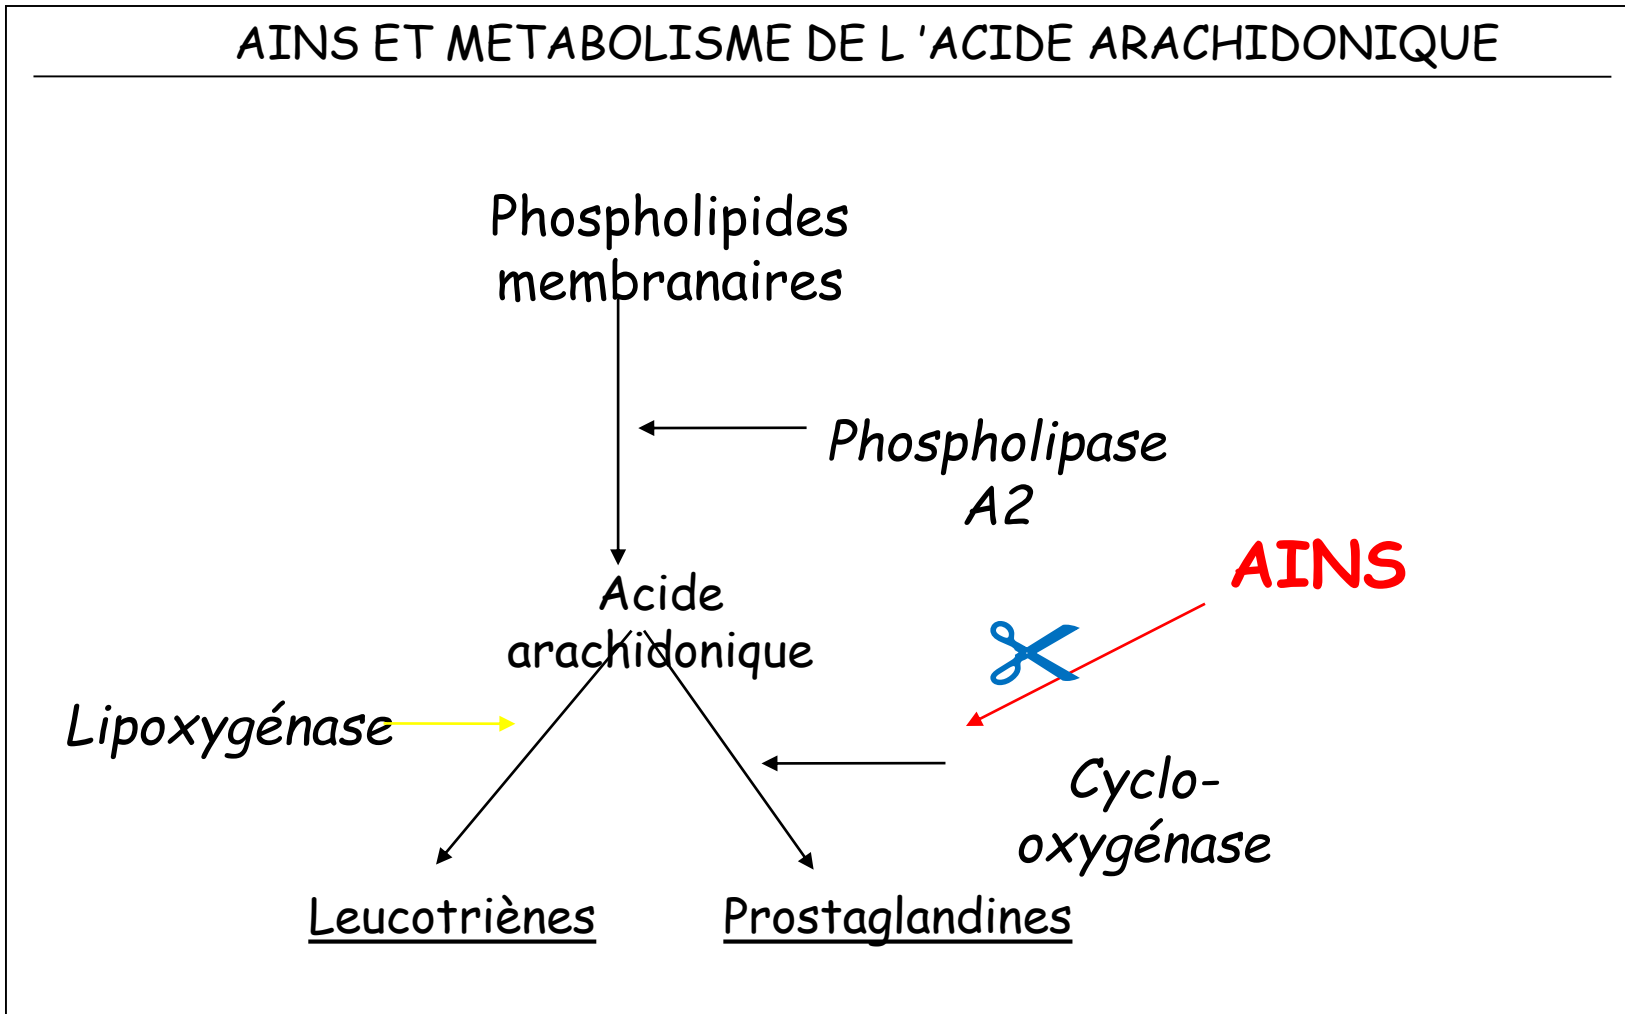 AINS ET METABOLISME DE L 'ACIDE ARACHIDONIQUE
Phospholipides
membranaires
Phospholipase
A2
AINS
Acide
arachidonique
Lipoxygénase
Cyclo-
oxygénase
Leucotriènes
Prostaglandines